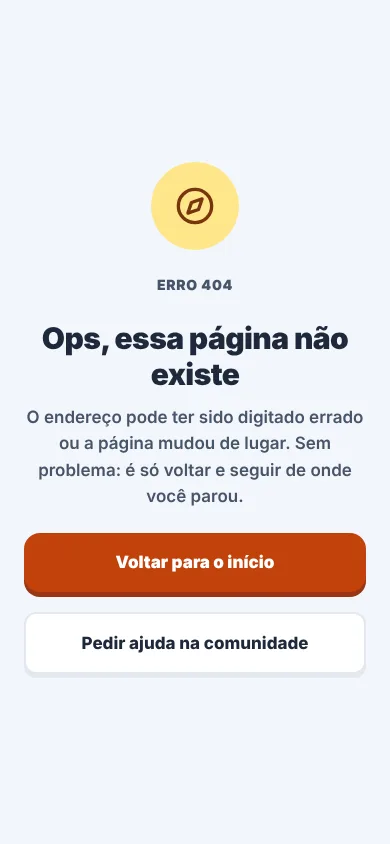 ERRO 404
Ops, essa página não
existe
O endereço pode ter sido digitado errado
ou a página mudou de lugar. Sem
problema: é só voltar e seguir de onde
você parou.
Voltar para o início
Pedir ajuda na comunidade